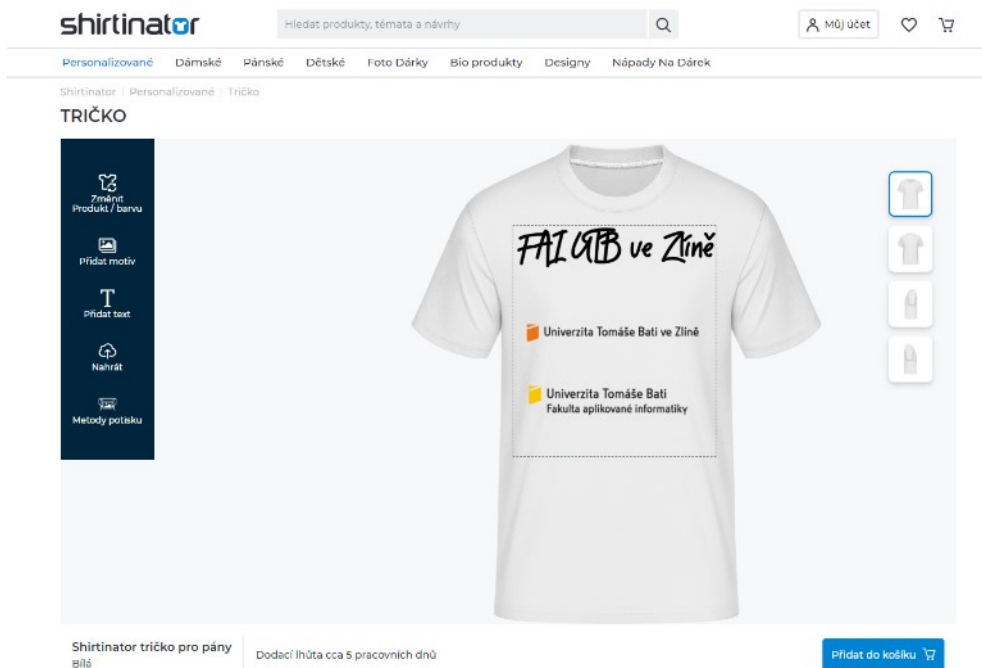 shirtinator
Hledat produkty, témata a návrhy
Můj účet
Personalizované Dámské Pánské Dětské Foto Dárky Bio produkty Designy Nápady Na Dárek
Shirtinator | Personalizované | Tričko
TRIČKO
Změnit
Produkt / barvu
Přidat motiv
Přidat text
Nahrát
Metody potisku
FAI UTB ve Zlíně
Univerzita Tomáše Bati ve Zlíně
Univerzita Tomáše Bati
Fakulta aplikované informatiky
Shirtinator tričko pro pány
Bílá
Dodací lhůta cca 5 pracovních dnů
Přidat do košíku